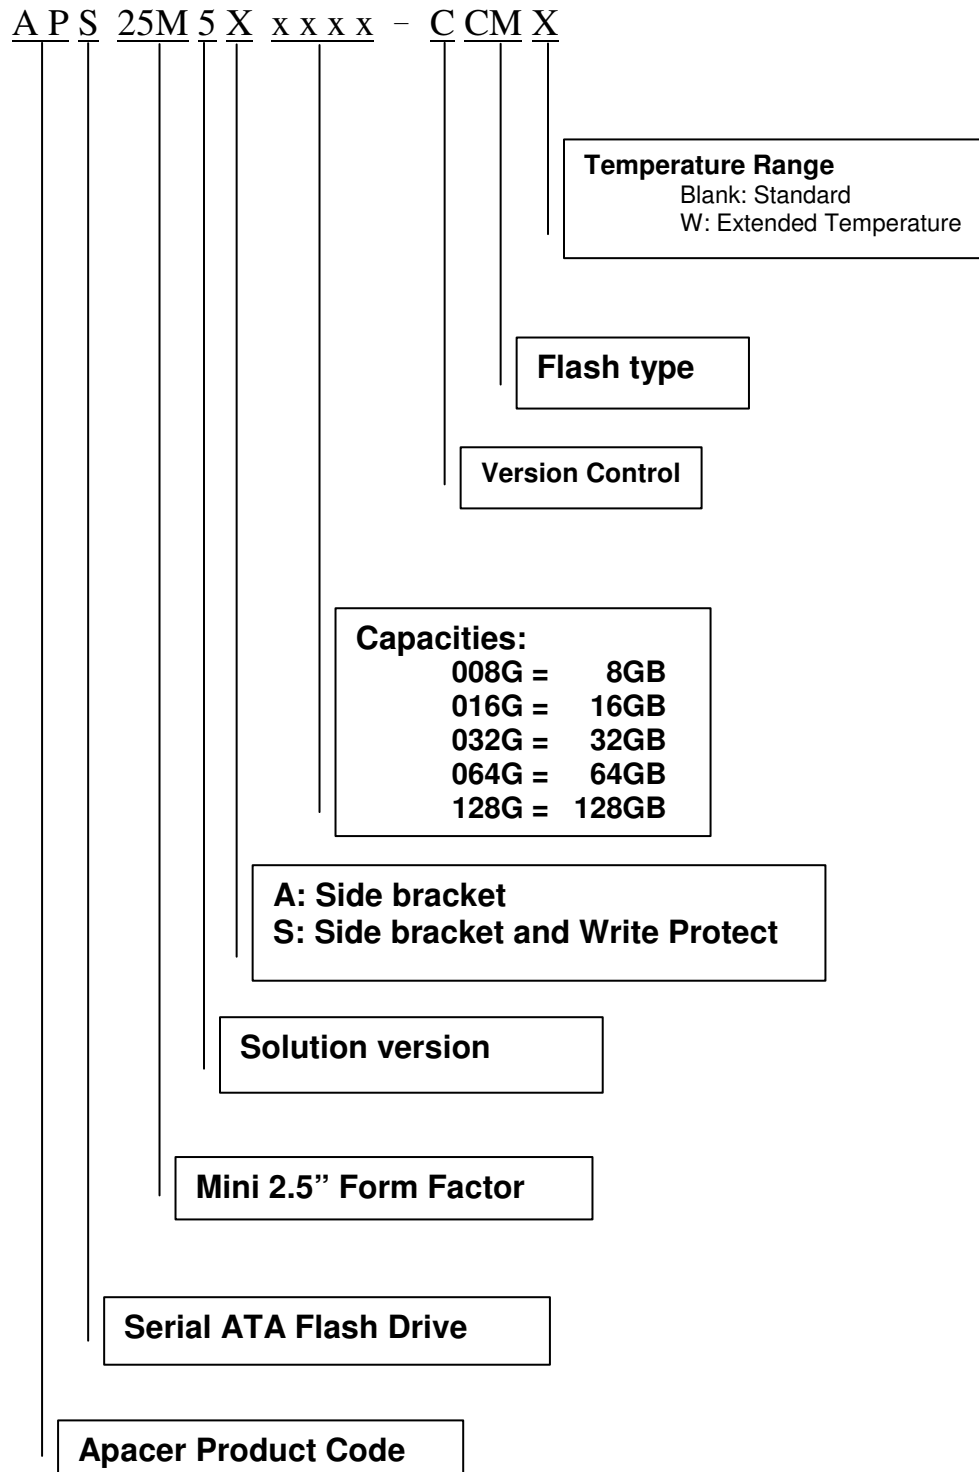 A P S 25M 5 X x x x x – C CM X
Temperature Range
Blank: Standard
W: Extended Temperature
Flash type
Version Control
Capacities:
008G = 8GB
016G = 16GB
032G = 32GB
064G = 64GB
128G = 128GB
A: Side bracket
S: Side bracket and Write Protect
Solution version
Mini 2.5” Form Factor
Serial ATA Flash Drive
Apacer Product Code